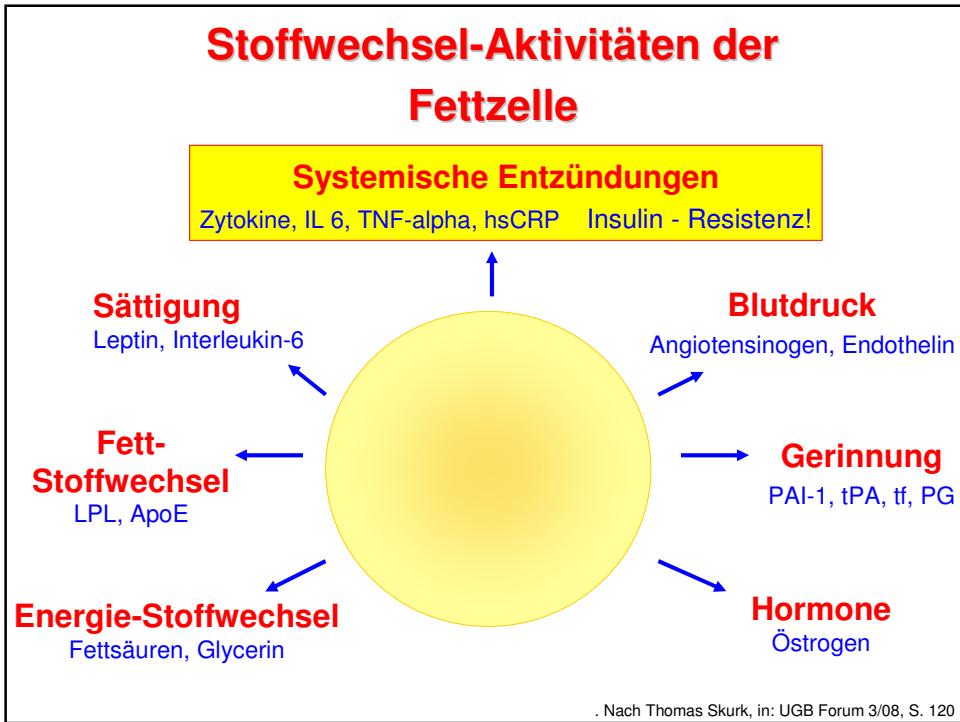 Stoffwechsel-Aktivitäten der
Fettzelle
Systemische Entzündungen
Zytokine, IL 6, TNF-alpha, hsCRP Insulin - Resistenz!
Sättigung
Leptin, Interleukin-6
Blutdruck
Angiotensinogen, Endothelin
Fett-
Stoffwechsel
LPL, ApoE
Gerinnung
PAI-1, tPA, tf, PG
Energie-Stoffwechsel
Fettsäuren, Glycerin
Hormone
Östrogen
. Nach Thomas Skurk, in: UGB Forum 3/08, S. 120